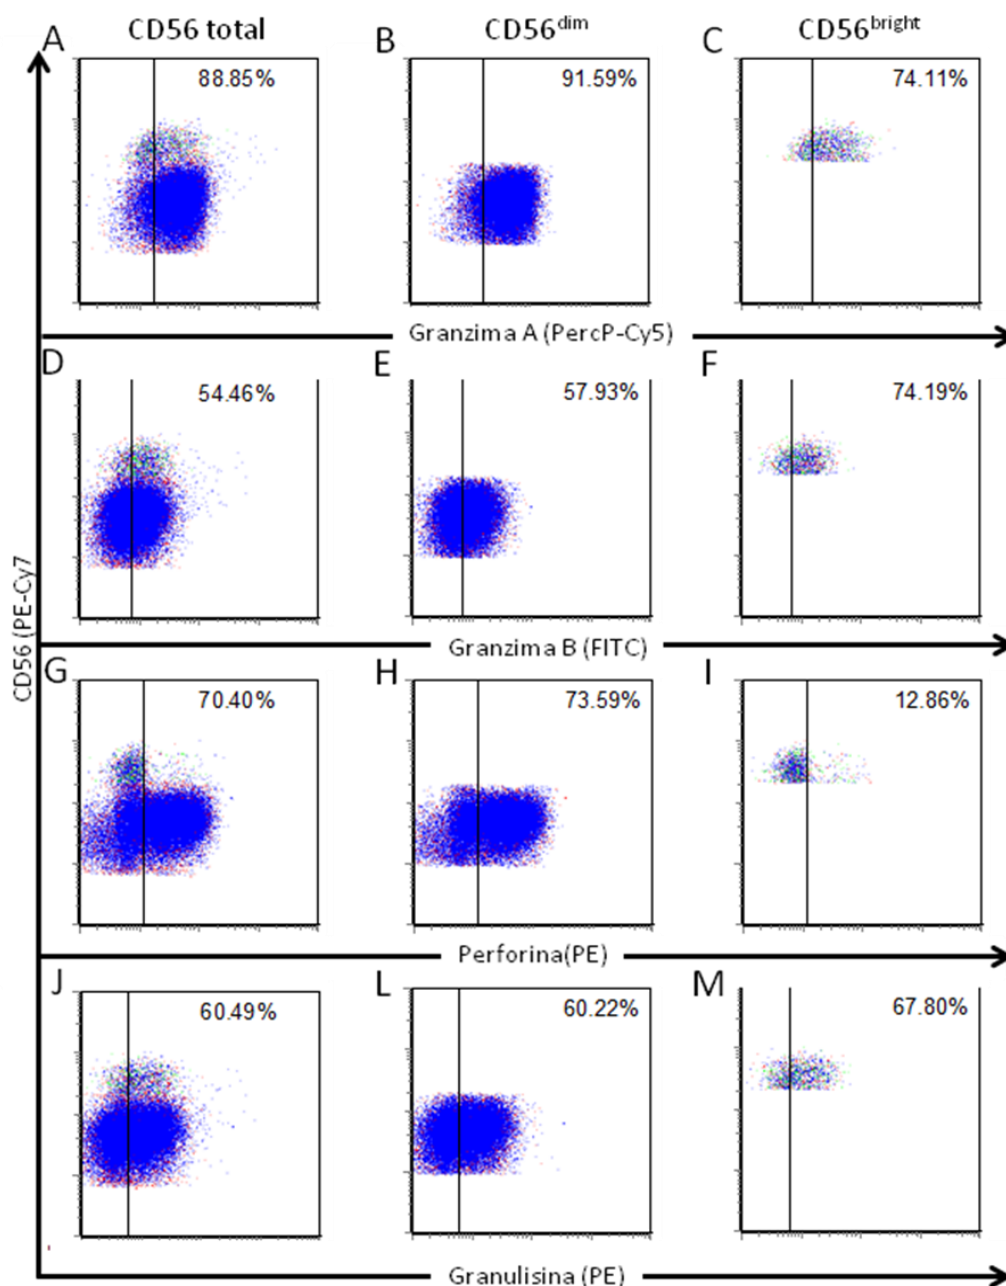 A CD56 total B CD56dim C CD56bright
88.85% 91.59% 74.11%
Granzima A (PercP-Cy5)
D E F
54.46% 57.93% 74.19%
CD56 (PE-Cy7
Granzima B (FITC)
G H I
70.40% 73.59% 12.86%
Perforina(PE)
J L M
60.49% 60.22% 67.80%
Granulisina (PE)